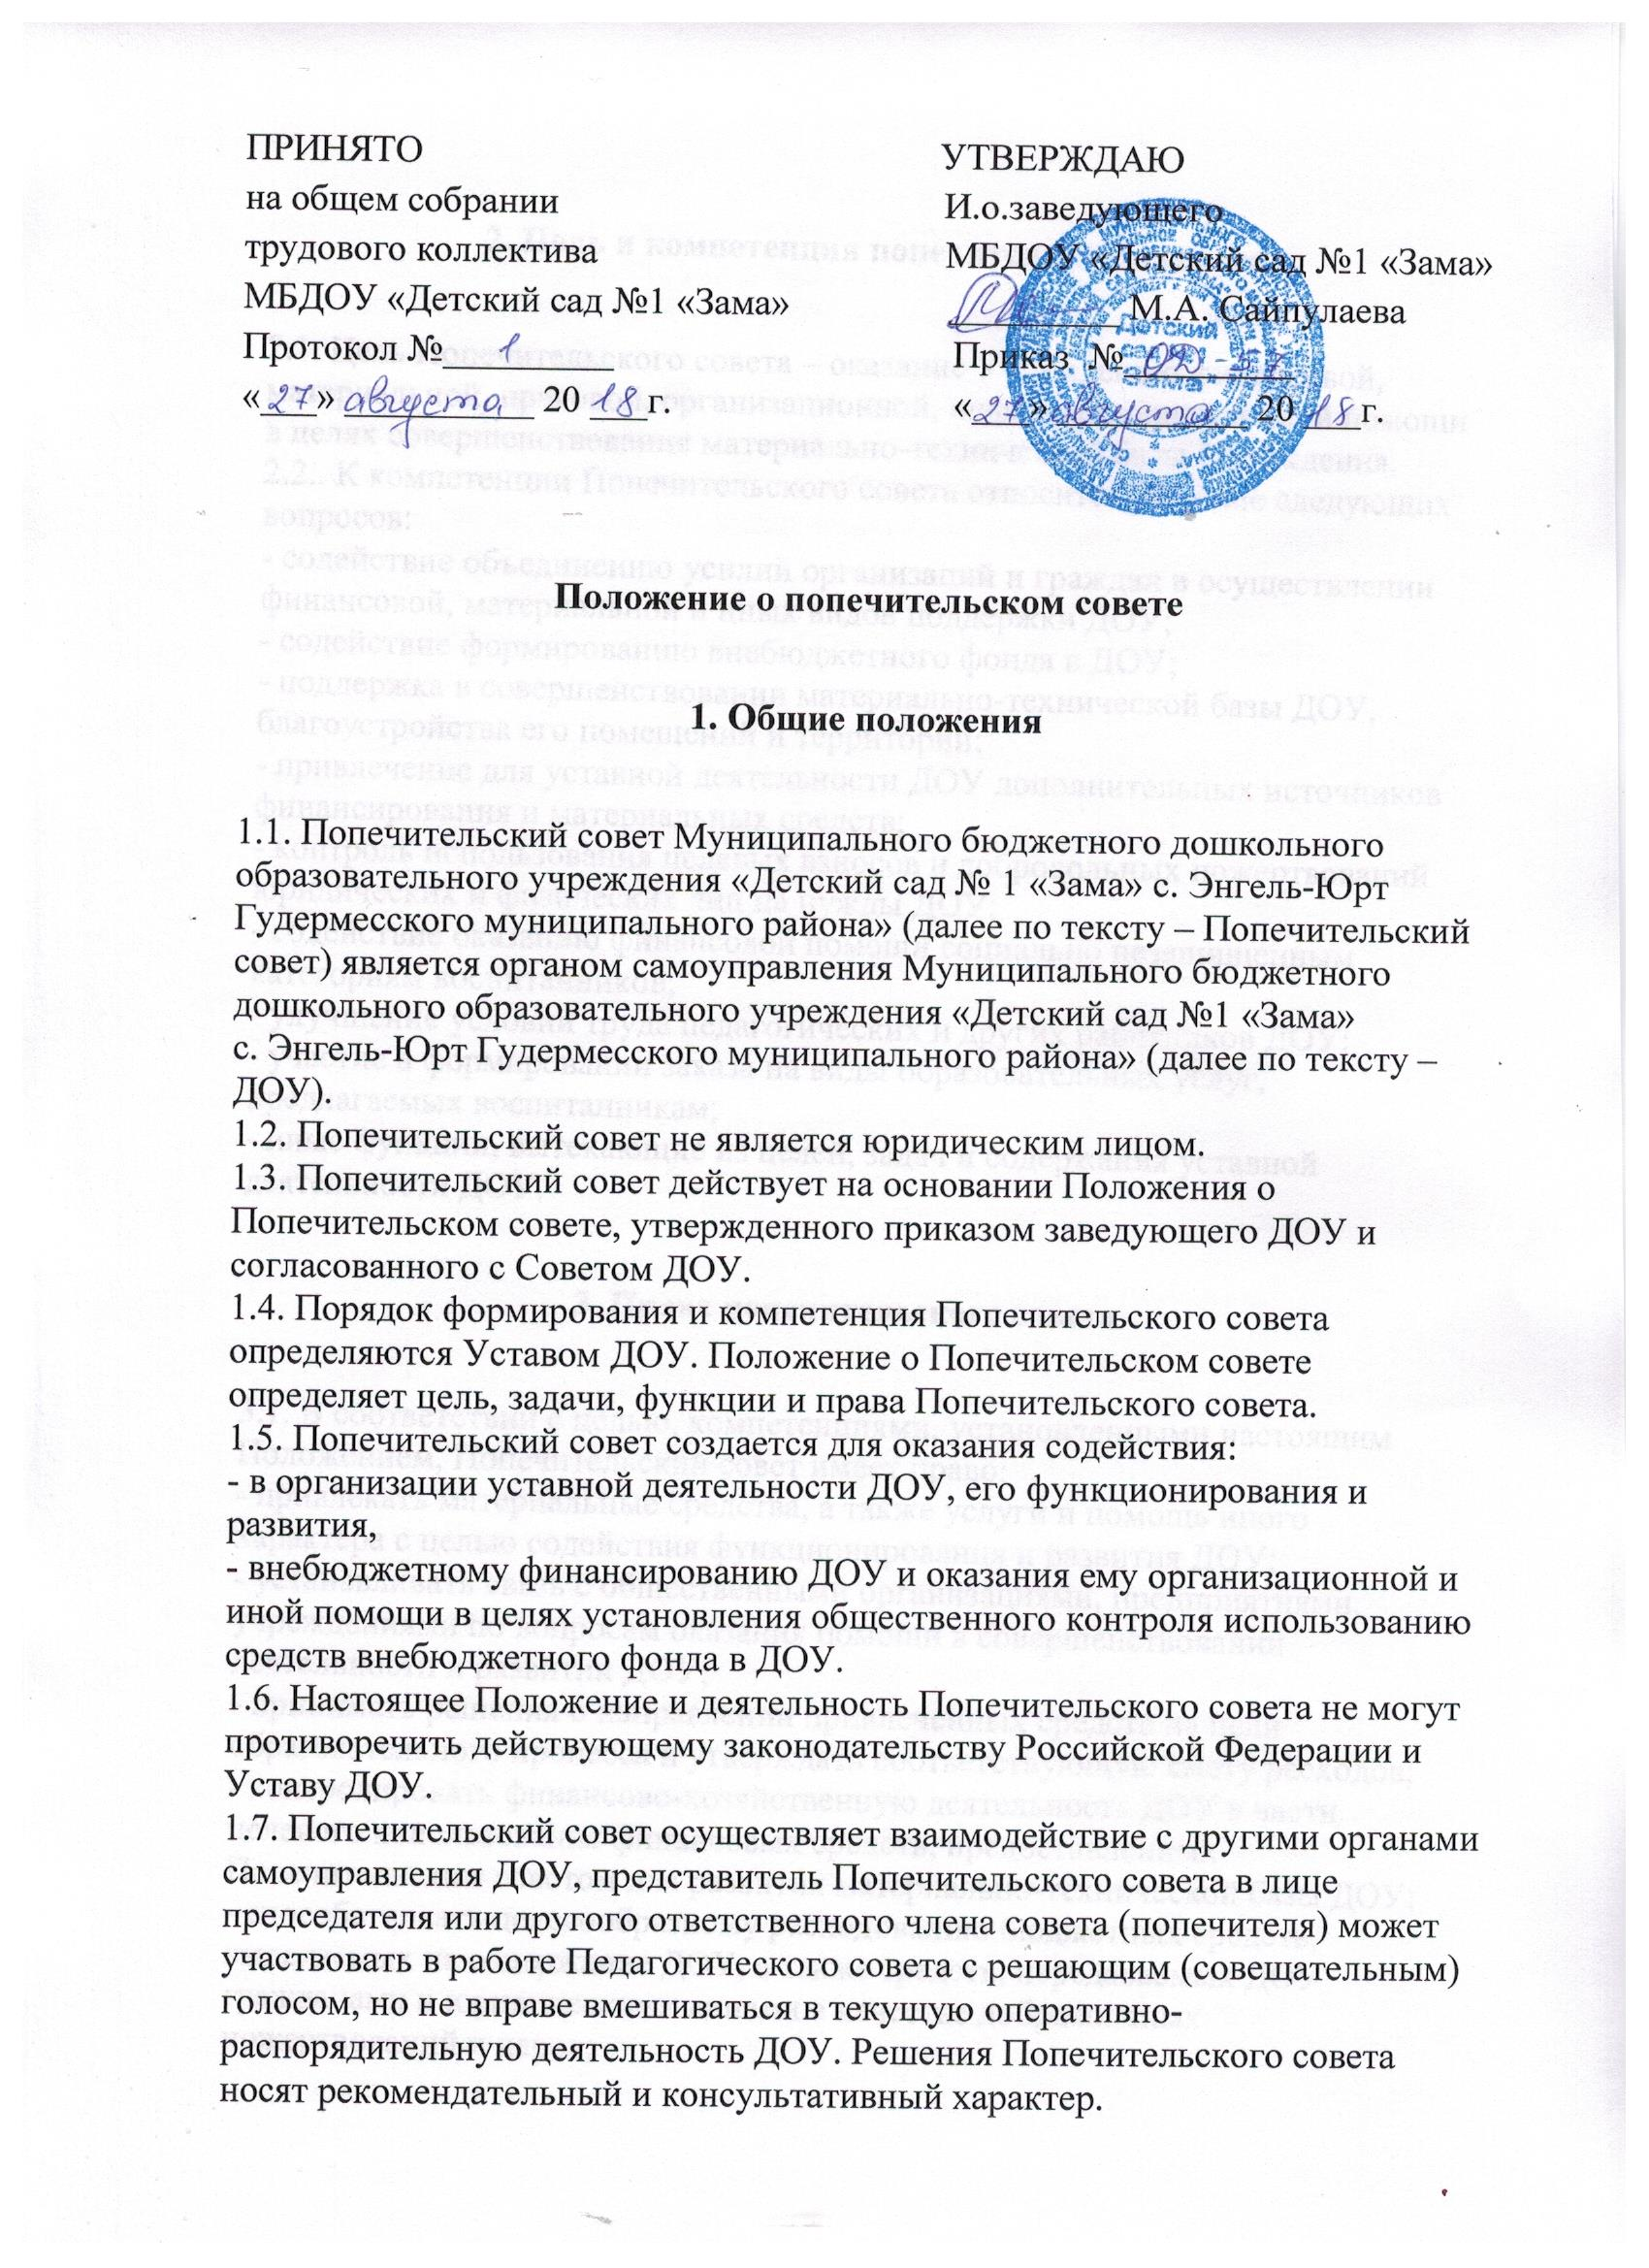 ПРИНЯТО
на общем собрании
трудового коллектива
МБДОУ «Детский сад №1 «Зама»
Протокол № 1
«27» августа 2018г.
УТВЕРЖДАЮ
И.о.заведующего
МБДОУ «Детский сад №1 «Зама»
М.А. Сайпулаева
Приказ № ОД-57
«27» августа 2018г.
Положение о попечительском совете
1. Общие положения
1.1. Попечительский совет Муниципального бюджетного дошкольного
образовательного учреждения «Детский сад № 1 «Зама» с. Энгель-Юрт
Гудермесского муниципального района» (далее по тексту – Попечительский
совет) является органом самоуправления Муниципального бюджетного
дошкольного образовательного учреждения «Детский сад №1 «Зама»
с. Энгель-Юрт Гудермесского муниципального района» (далее по тексту –
ДОУ).
1.2. Попечительский совет не является юридическим лицом.
1.3. Попечительский совет действует на основании Положения о
Попечительском совете, утвержденного приказом заведующего ДОУ и
согласованного с Советом ДОУ.
1.4. Порядок формирования и компетенция Попечительского совета
определяются Уставом ДОУ. Положение о Попечительском совете
определяет цель, задачи, функции и права Попечительского совета.
1.5. Попечительский совет создается для оказания содействия:
- в организации уставной деятельности ДОУ, его функционирования и
развития,
- внебюджетному финансированию ДОУ и оказания ему организационной и
иной помощи в целях установления общественного контроля использованию
средств внебюджетного фонда в ДОУ.
1.6. Настоящее Положение и деятельность Попечительского совета не могут
противоречить действующему законодательству Российской Федерации и
Уставу ДОУ.
1.7. Попечительский совет осуществляет взаимодействие с другими органами
самоуправления ДОУ, представитель Попечительского совета в лице
председателя или другого ответственного члена совета (попечителя) может
участвовать в работе Педагогического совета с решающим (совещательным)
голосом, но не вправе вмешиваться в текущую оперативно-
распорядительную деятельность ДОУ. Решения Попечительского совета
носят рекомендательный и консультативный характер.